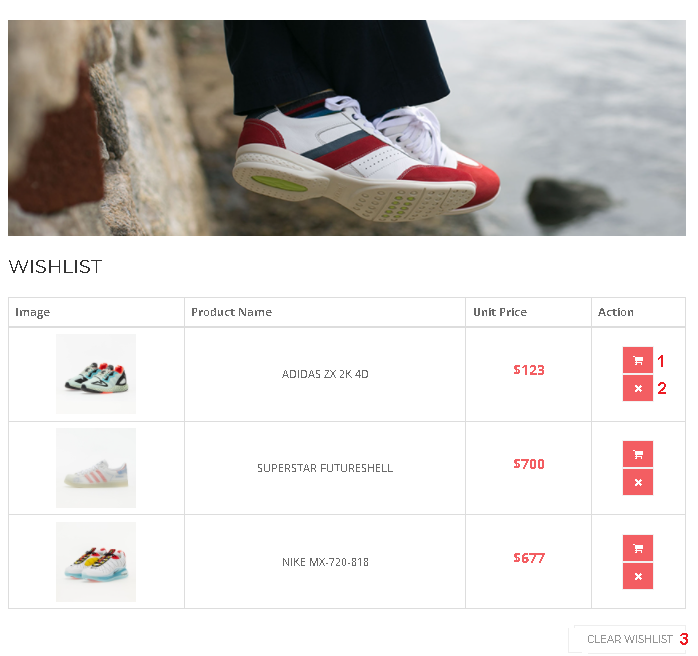 WISHLIST
Image Product Name Unit Price Action
ADIDAS ZX 2K 4D $123 1
2
SUPERSTAR FUTURESHELL $700
NIKE MX-720-818 $677
CLEAR WISHLIST 3